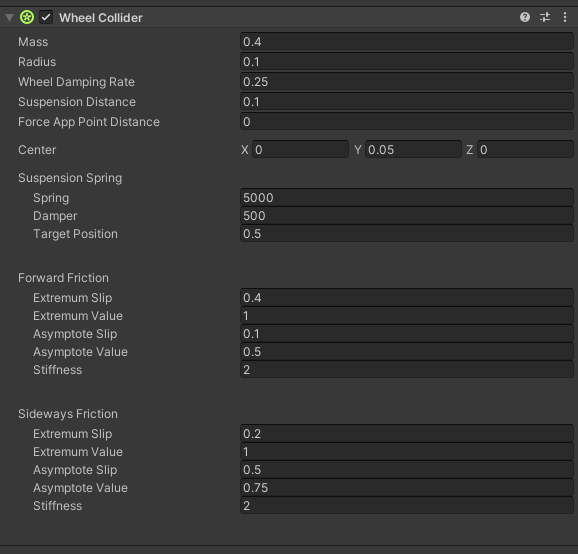 Wheel Collider
Mass 0.4
Radius 0.1
Wheel Damping Rate 0.25
Suspension Distance 0.1
Force App Point Distance 0
Center X 0 Y 0.05 Z 0
Suspension Spring
Spring 5000
Damper 500
Target Position 0.5
Forward Friction
Extremum Slip 0.4
Extremum Value 1
Asymptote Slip 0.1
Asymptote Value 0.5
Stiffness 2
Sideways Friction
Extremum Slip 0.2
Extremum Value 1
Asymptote Slip 0.5
Asymptote Value 0.75
Stiffness 2